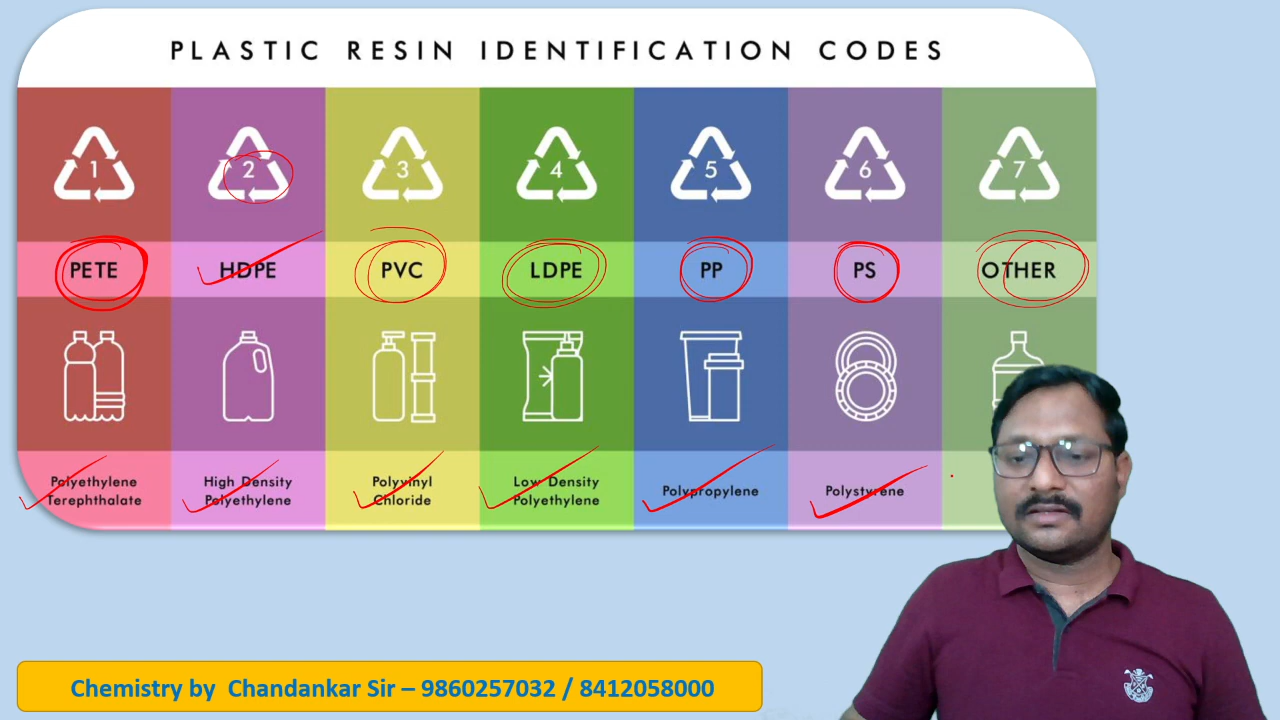 PLASTIC RESIN IDENTIFICATION CODES
1 2 3 4 5 6 7
PETE HDPE PVC LDPE PP PS OTHER
Polyethylene Terephthalate
High Density Polyethylene
Polyvinyl Chloride
Low Density Polyethylene
Polypropylene
Polystyrene
Chemistry by Chandankar Sir – 9860257032 / 8412058000